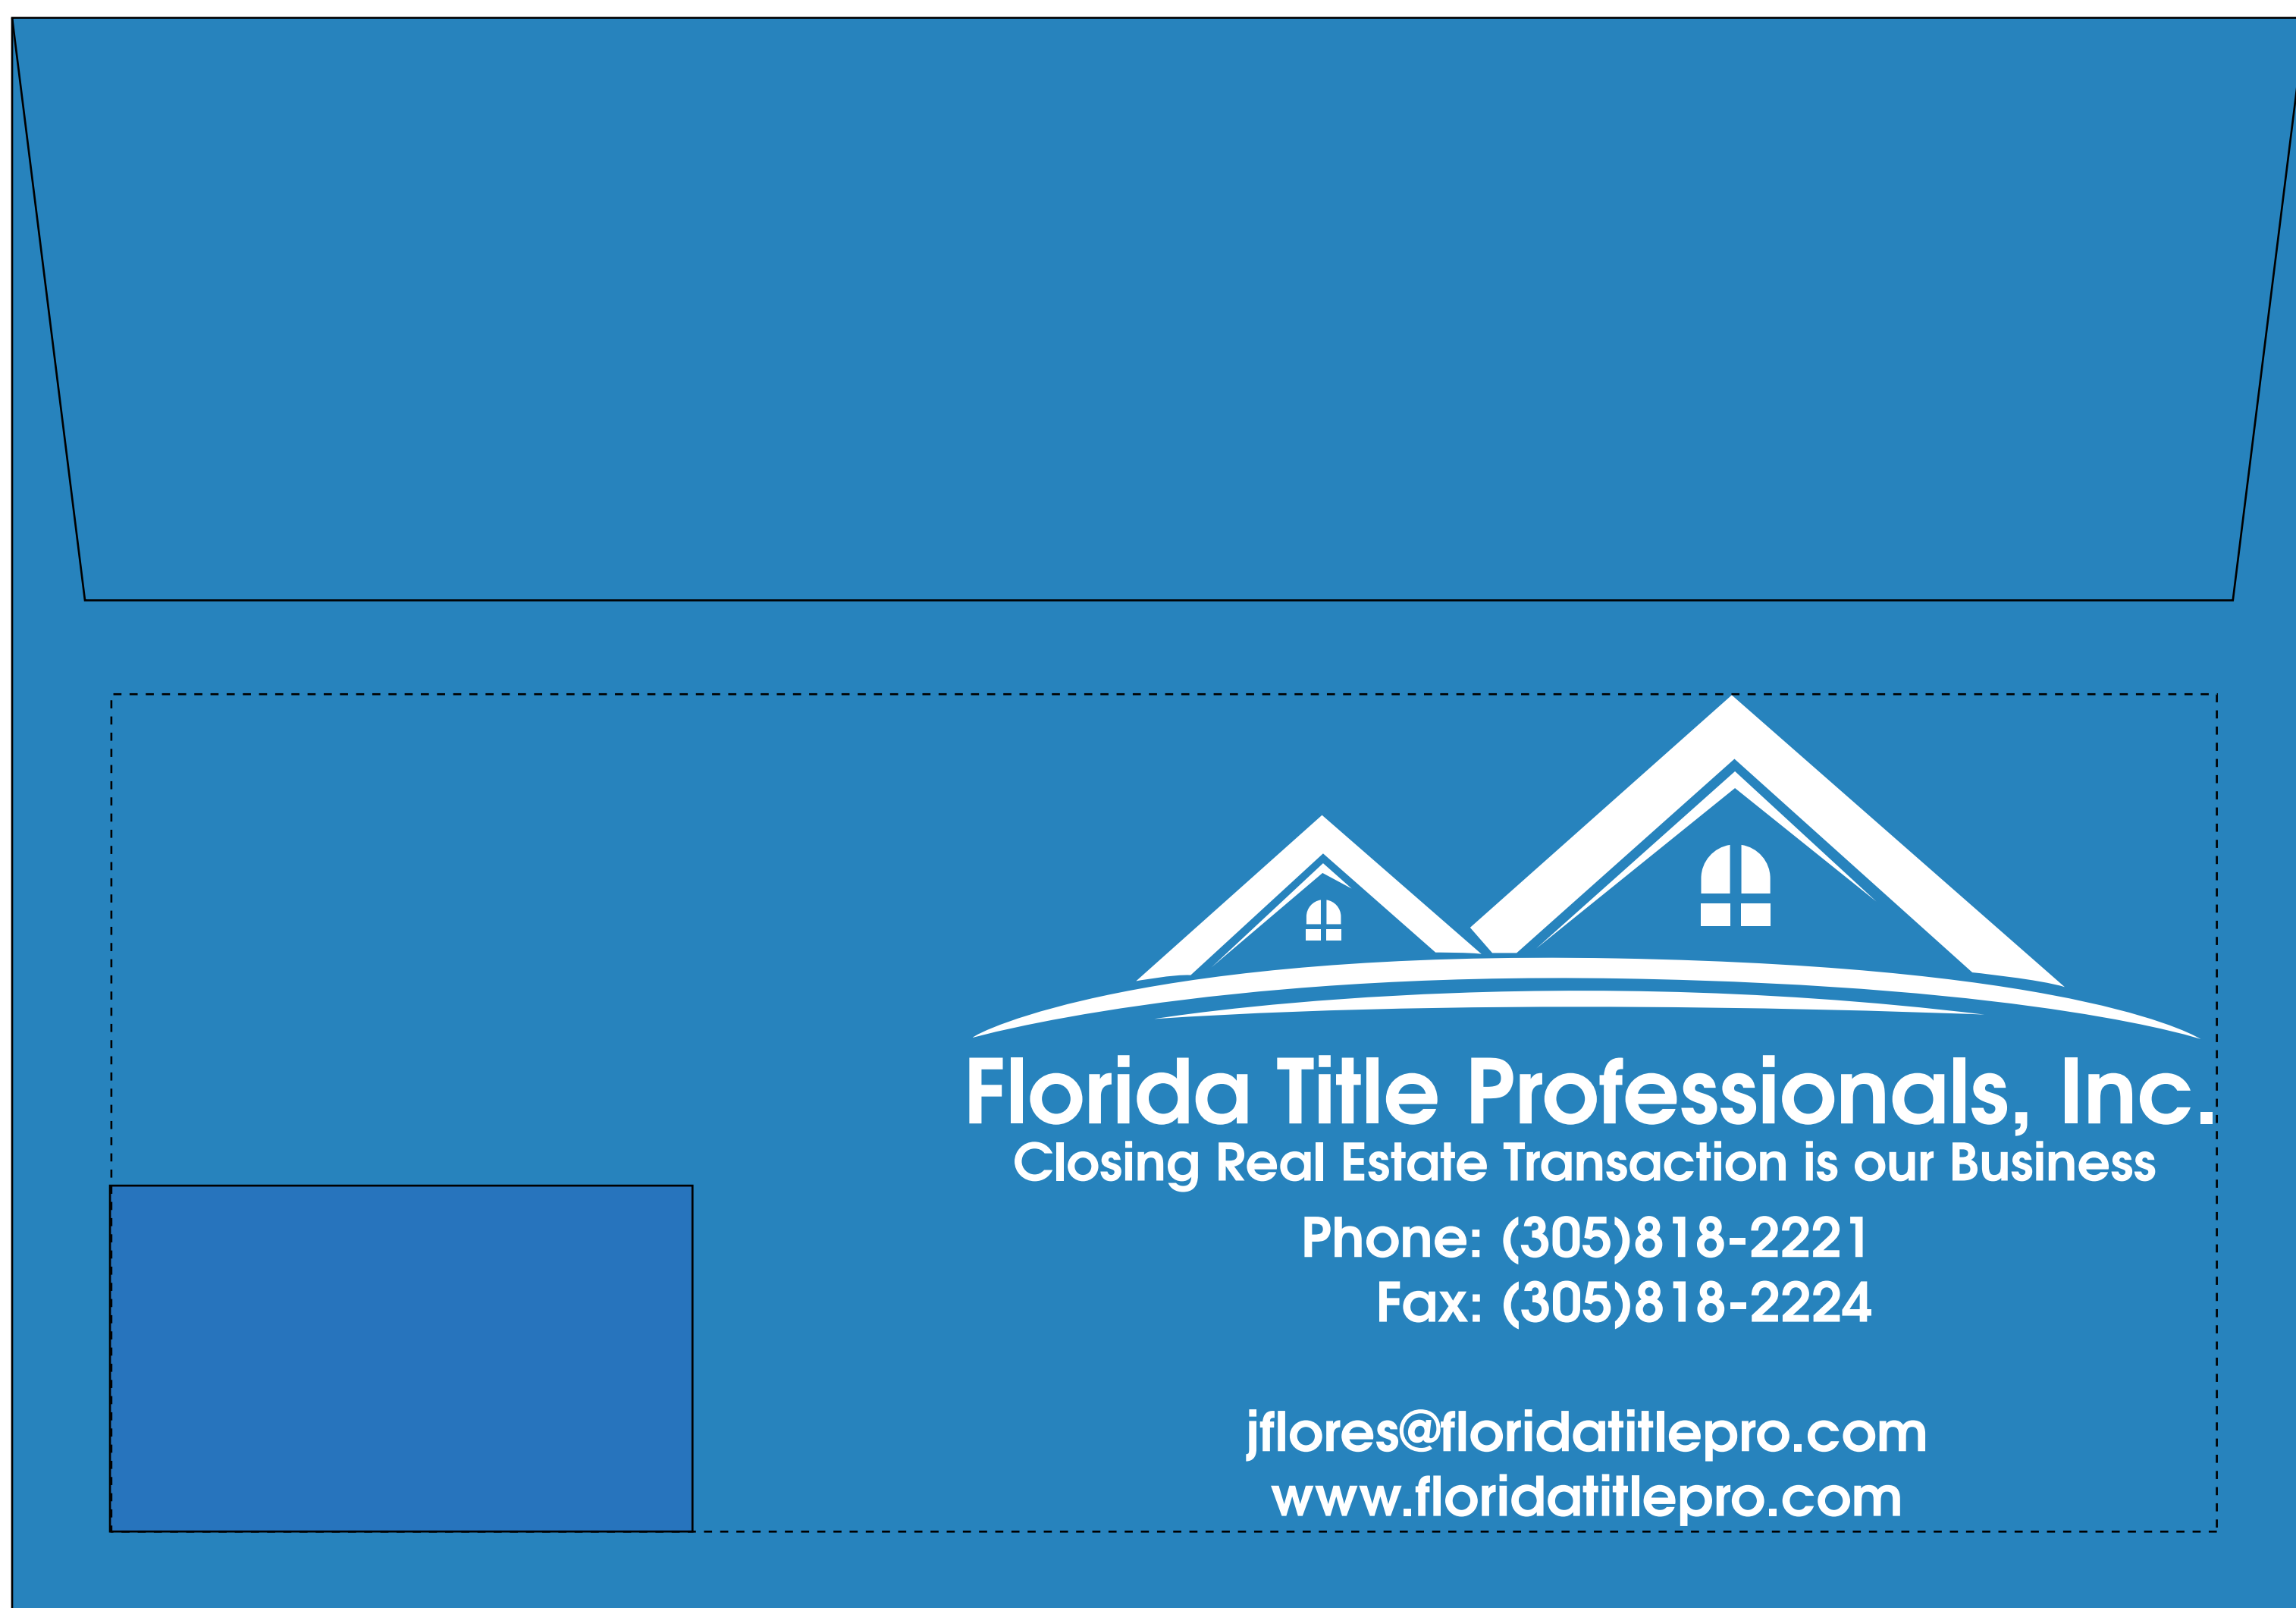 Florida Title Professionals, Inc.
Closing Real Estate Transaction is our Business
Phone: (305)818-2221
Fax: (305)818-2224
jflores@floridatitlepro.com
www.floridatitlepro.com